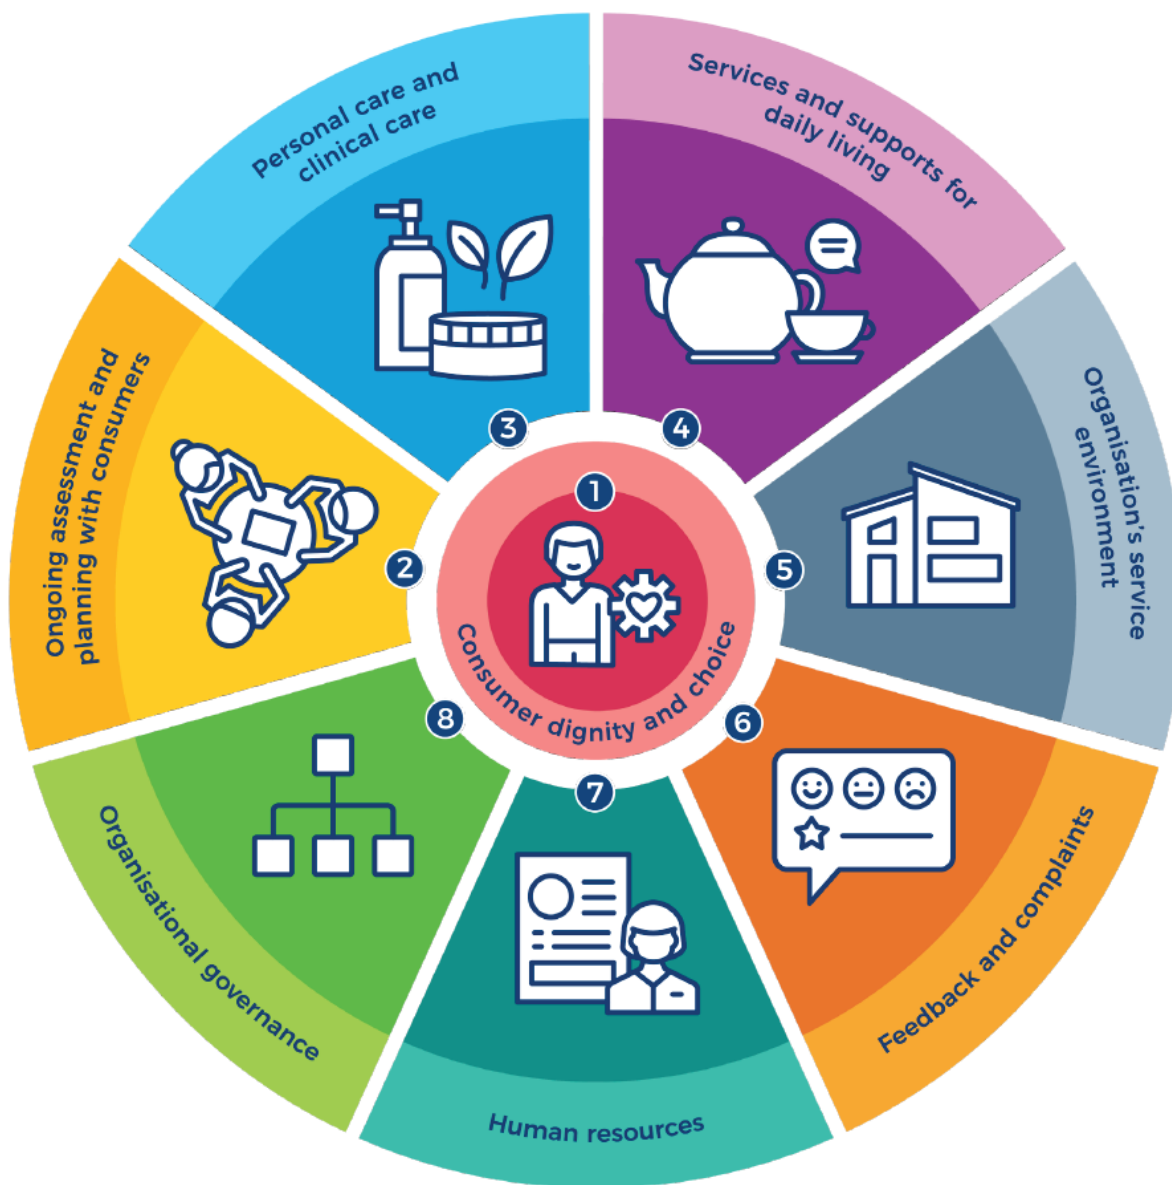 1
Consumer dignity and choice
2
Ongoing assessment and
planning with consumers
3
Personal care and
clinical care
4
Services and supports for
daily living
5
Organisation's service
environment
6
Feedback and complaints
7
Human resources
8
Organisational governance